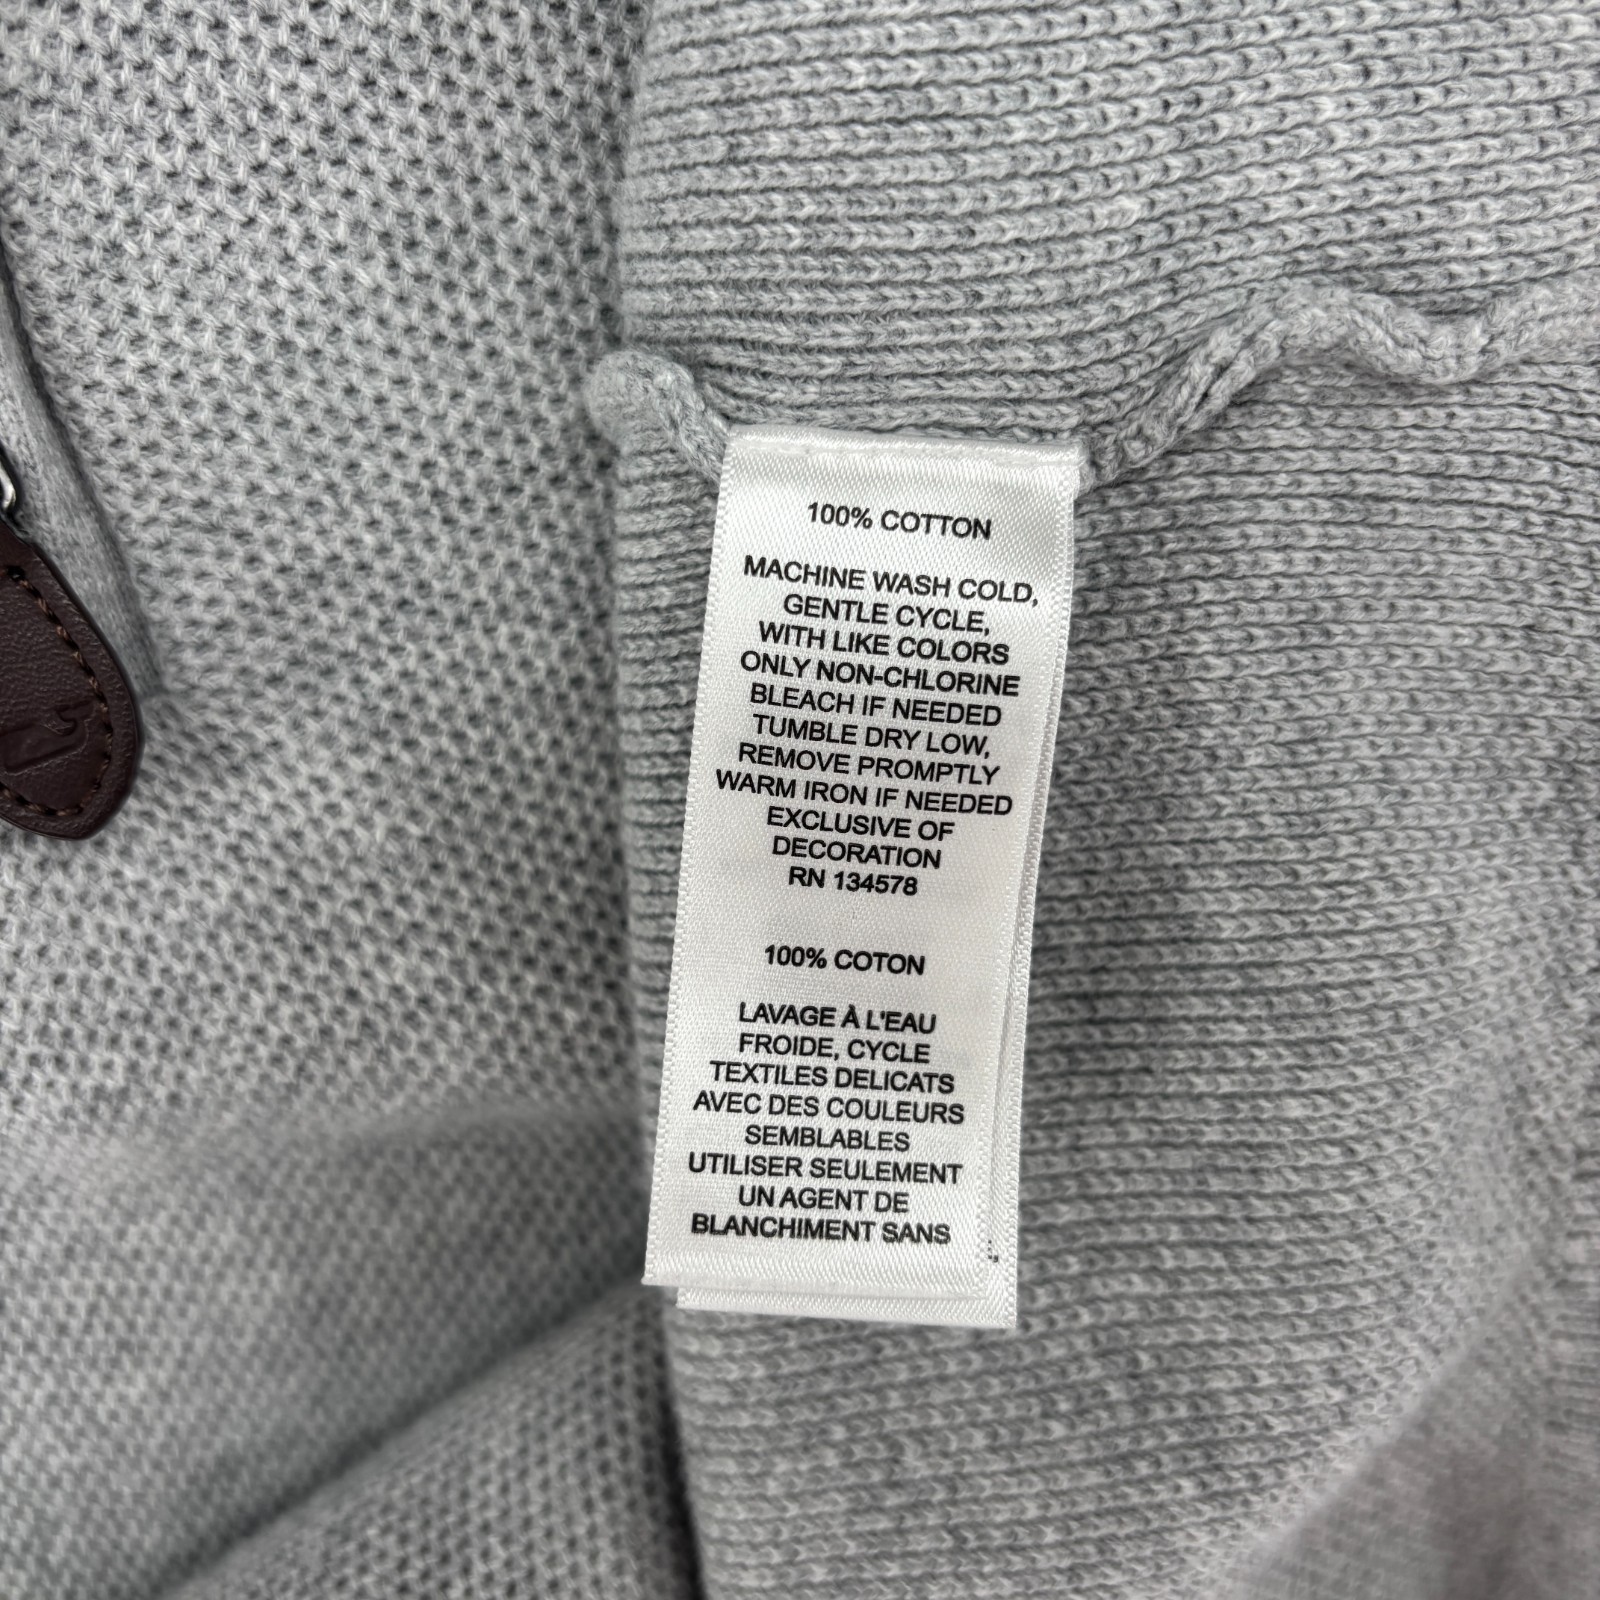 100% COTTON
MACHINE WASH COLD,
GENTLE CYCLE,
WITH LIKE COLORS
ONLY NON-CHLORINE
BLEACH IF NEEDED
TUMBLE DRY LOW,
REMOVE PROMPTLY
WARM IRON IF NEEDED
EXCLUSIVE OF
DECORATION
RN 134578
100% COTON
LAVAGE À L'EAU
FROIDE, CYCLE
TEXTILES DELICATS
AVEC DES COULEURS
SEMBLABLES
UTILISER SEULEMENT
UN AGENT DE
BLANCHIMENT SANS